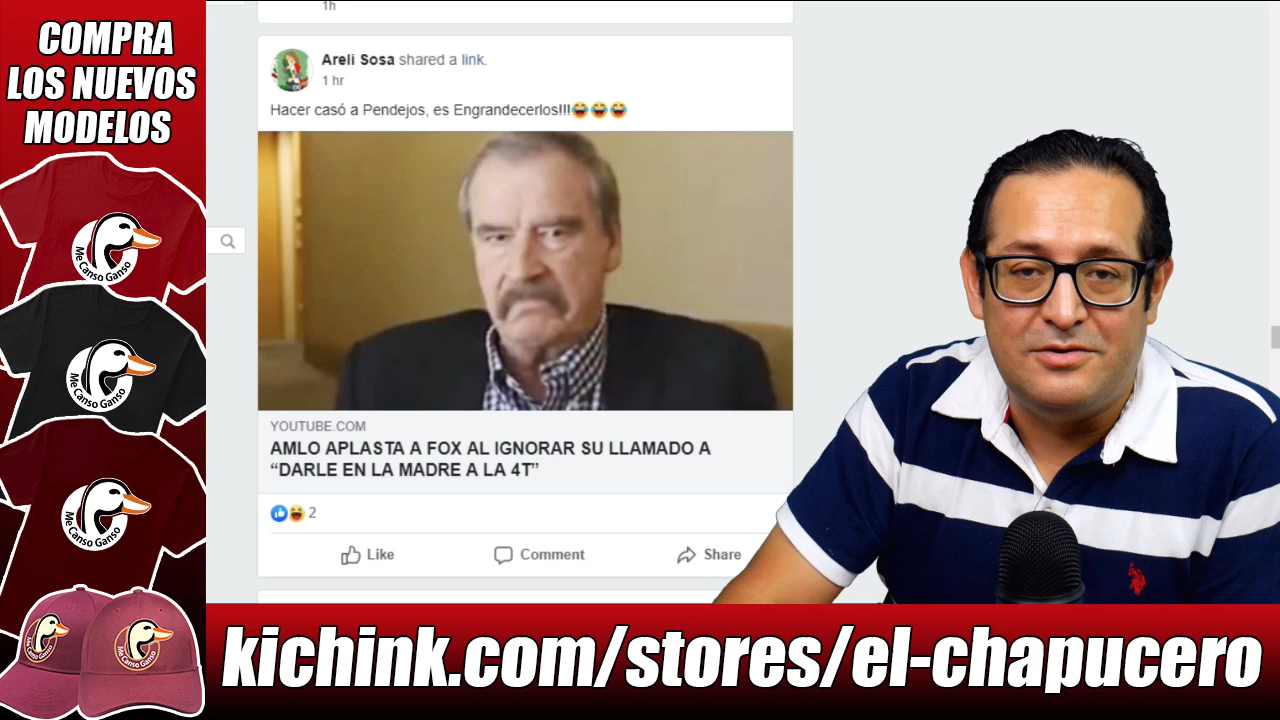 COMPRA
LOS NUEVOS
MODELOS
Me Canso Ganso
Me Canso Ganso
Me Canso Ganso
Me Canso Ganso
Me Canso Ganso
1h
Areli Sosa shared a link.
1 hr
Hacer casó a Pendejos, es Engrandecerlos!!!😂😂😂
YOUTUBE.COM
AMLO APLASTA A FOX AL IGNORAR SU LLAMADO A
“DARLE EN LA MADRE A LA 4T”
2
Like
Comment
Share
kichink.com/stores/el-chapucero